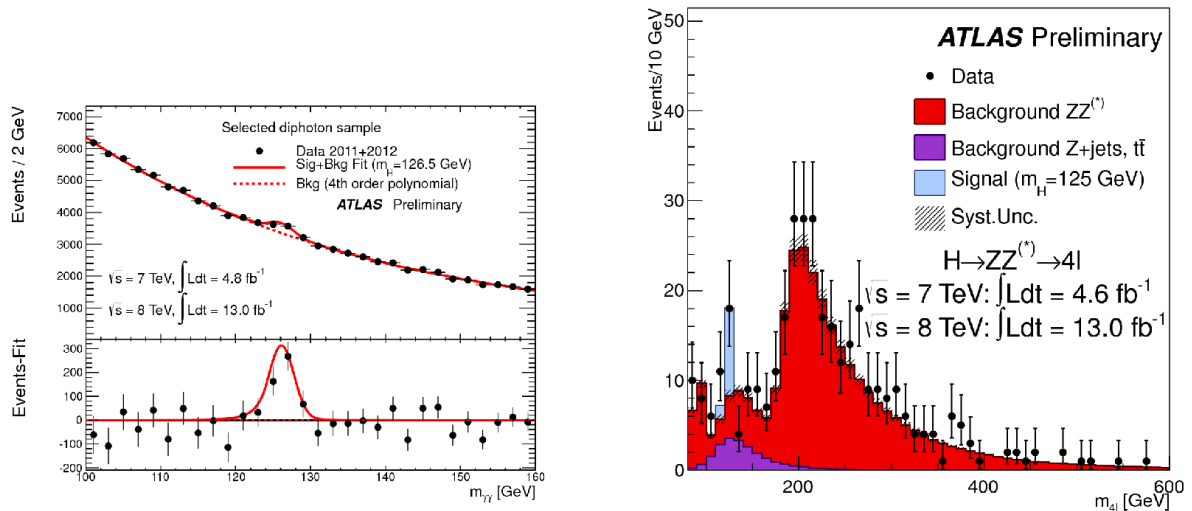 Events / 2 GeV
7000
6000
5000
4000
3000
2000
1000
Selected diphoton sample
Data 2011+2012
Sig+Bkg Fit (mH=126.5 GeV)
Bkg (4th order polynomial)
ATLAS Preliminary
√s = 7 TeV, ∫Ldt = 4.8 fb-1
√s = 8 TeV, ∫Ldt = 13.0 fb-1
Events-Fit
300
200
100
0
-100
-200
100 110 120 130 140 150 160
mγγ [GeV]
Events/10 GeV
50
40
30
20
10
0
ATLAS Preliminary
Data
Background ZZ(*)
Background Z+jets, tt̄
Signal (mH=125 GeV)
Syst.Unc.
H→ZZ(*)→4l
√s = 7 TeV: ∫Ldt = 4.6 fb-1
√s = 8 TeV: ∫Ldt = 13.0 fb-1
200 400 600
m4l [GeV]